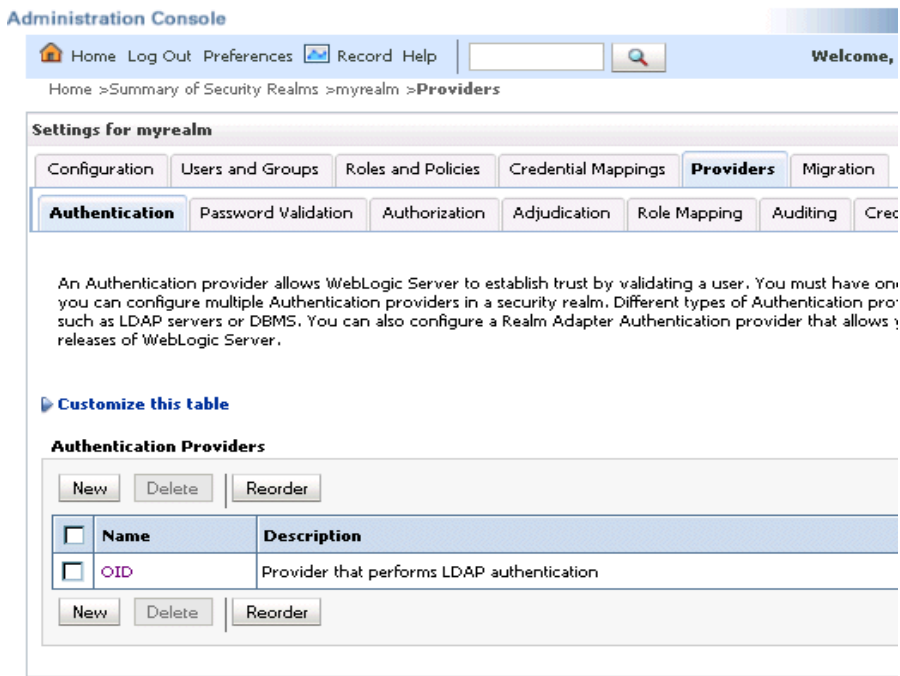 Administration Console
Home Log Out Preferences Record Help
Welcome,
Home >Summary of Security Realms >myrealm >Providers
Settings for myrealm
Configuration Users and Groups Roles and Policies Credential Mappings Providers Migration
Authentication Password Validation Authorization Adjudication Role Mapping Auditing Cred
An Authentication provider allows WebLogic Server to establish trust by validating a user. You must have one
you can configure multiple Authentication providers in a security realm. Different types of Authentication pro
such as LDAP servers or DBMS. You can also configure a Realm Adapter Authentication provider that allows
releases of WebLogic Server.
Customize this table
Authentication Providers
New Delete Reorder
Name Description
OID Provider that performs LDAP authentication
New Delete Reorder